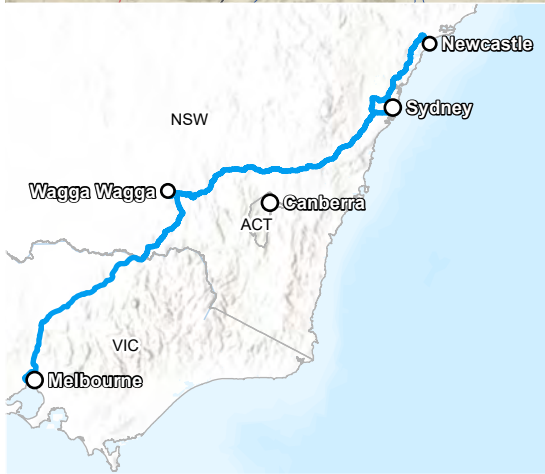 Newcastle
Sydney
NSW
Wagga Wagga
Canberra
ACT
VIC
Melbourne